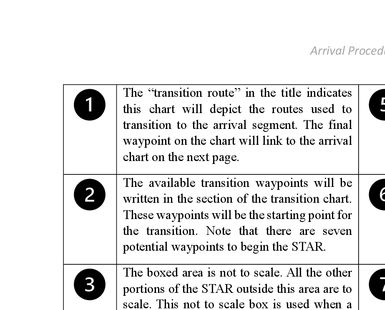 Arrival Proced
1
The “transition route” in the title indicates
this chart will depict the routes used to
transition to the arrival segment. The final
waypoint on the chart will link to the arrival
chart on the next page.
2
The available transition waypoints will be
written in the section of the transition chart.
These waypoints will be the starting point for
the transition. Note that there are seven
potential waypoints to begin the STAR.
3
The boxed area is not to scale. All the other
portions of the STAR outside this area are to
scale. This not to scale box is used when a
5
6
7